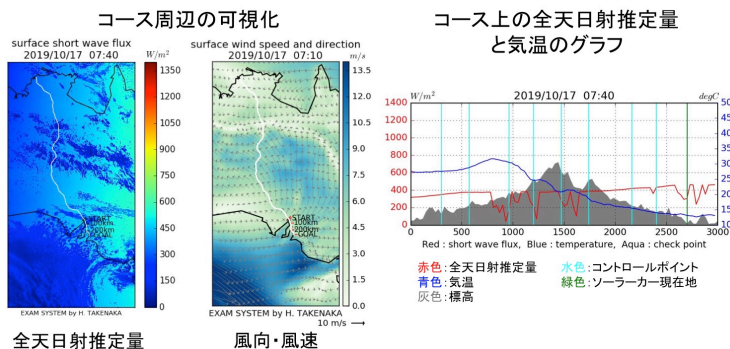 コース周辺の可視化
surface short wave flux
2019/10/17 07:40
W/m²
1350
1200
1050
900
750
600
450
300
150
0
START
100km
200km
GOAL
EXAM SYSTEM by H. TAKENAKA
全天日射推定量
surface wind speed and direction
2019/10/17 07:10
m/s
13.5
12.0
10.5
9.0
7.5
6.0
4.5
3.0
1.5
0.0
START
100km
200km
GOAL
EXAM SYSTEM by H. TAKENAKA
10 m/s
風向・風速
コース上の全天日射推定量
と気温のグラフ
W/m² 2019/10/17 07:40 degC
1400
1200
1000
800
600
400
200
0
50
45
40
35
30
25
20
15
10
0 500 1000 1500 2000 2500 3000
Red : short wave flux, Blue : temperature, Aqua : check point
赤色：全天日射推定量
青色：気温
灰色：標高
水色：コントロールポイント
緑色：ソーラーカー現在地